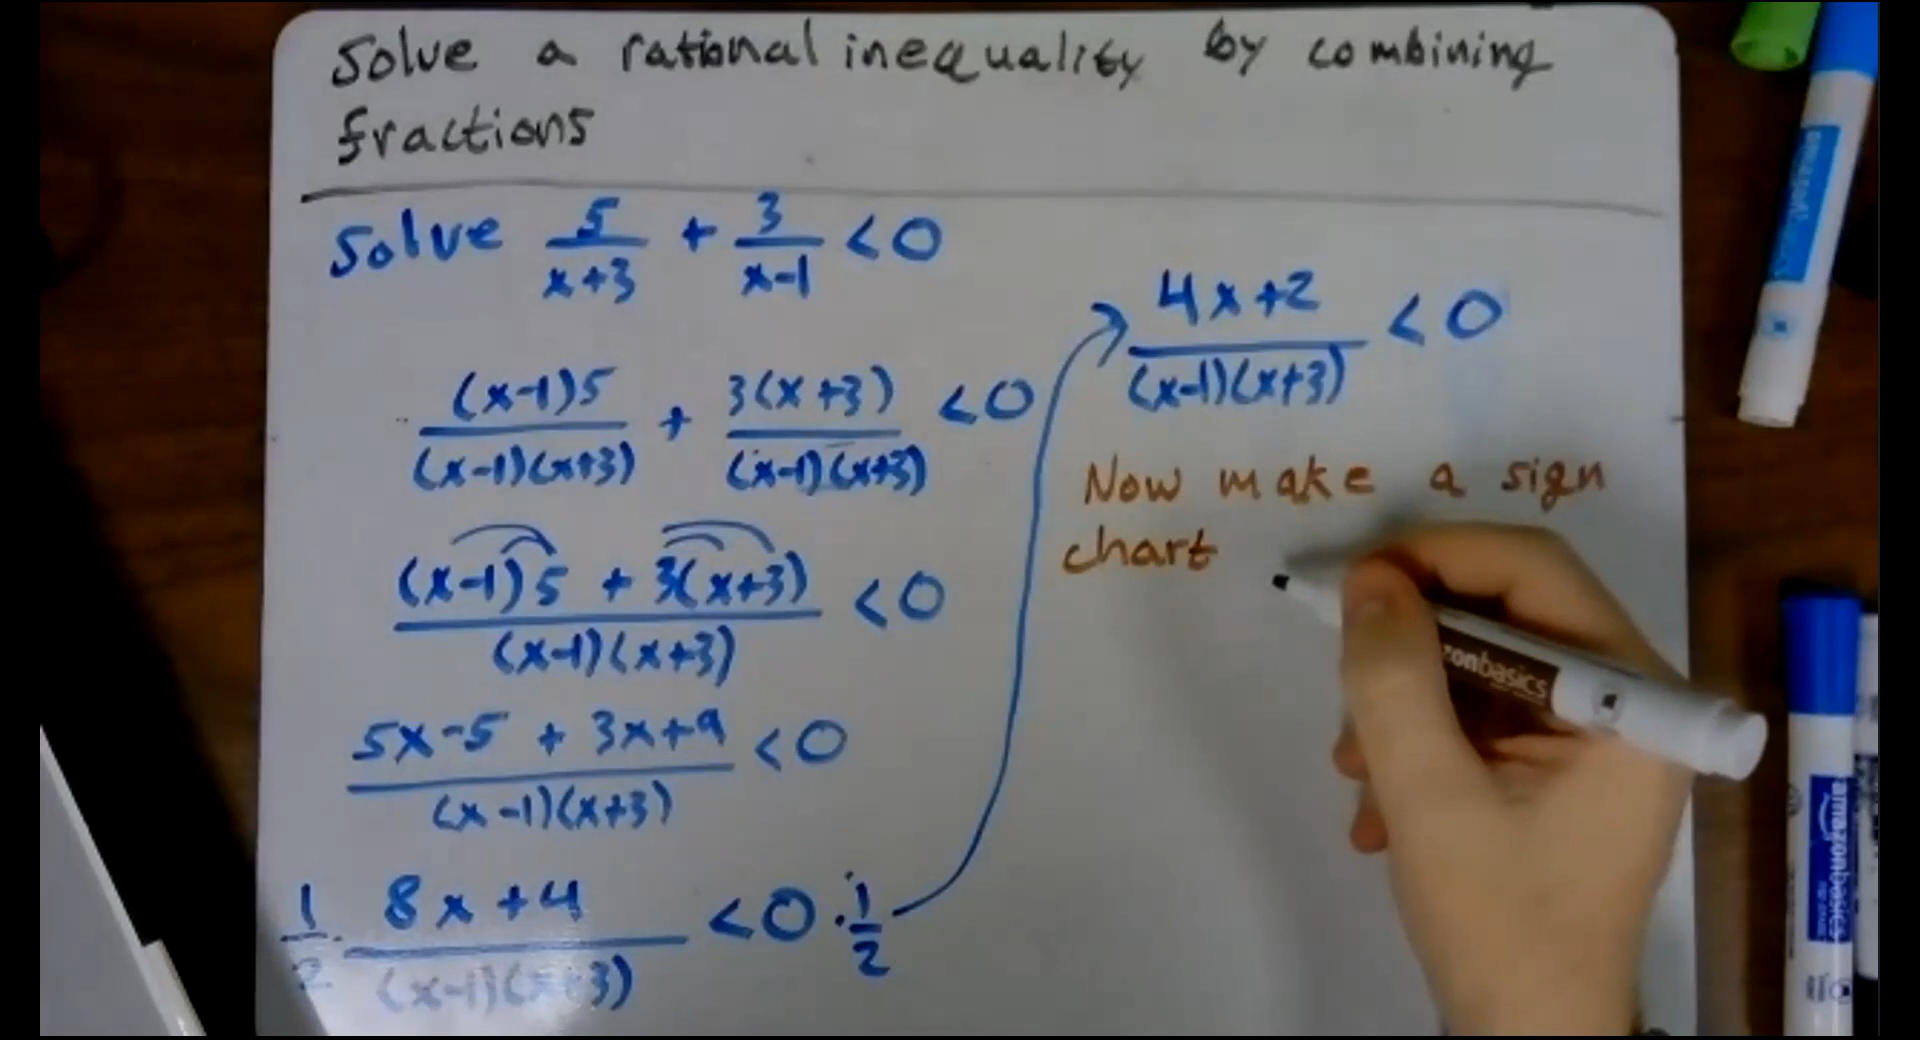 Solve a rational inequality by combining
fractions
Solve 5/(x+3) + 3/(x-1) < 0
(x-1)5/((x-1)(x+3)) + 3(x+3)/((x-1)(x+3)) < 0
((x-1)5 + 3(x+3))/((x-1)(x+3)) < 0
(5x-5 + 3x+9)/((x-1)(x+3)) < 0
1/2 · (8x+4)/((x-1)(x+3)) < 0 · 1/2
(4x+2)/((x-1)(x+3)) < 0
Now make a sign
chart
zonbasics
amazonbasics